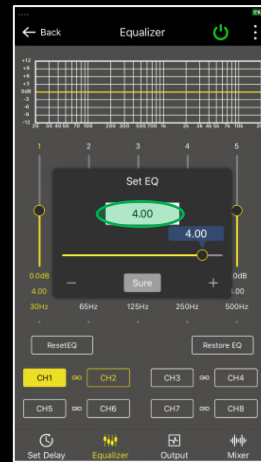 Back Equalizer
+12
+9
+6
+3
0dB
-3
-6
-9
-12
1 2 3 4 5
Set EQ
4.00
4.00
− Sure +
0.0dB .0dB
4.00 .00
30Hz 65Hz 125Hz 250Hz 500Hz
ResetEQ Restore EQ
CH1 CH2 CH3 CH4
CH5 CH6 CH7 CH8
Set Delay Equalizer Output Mixer